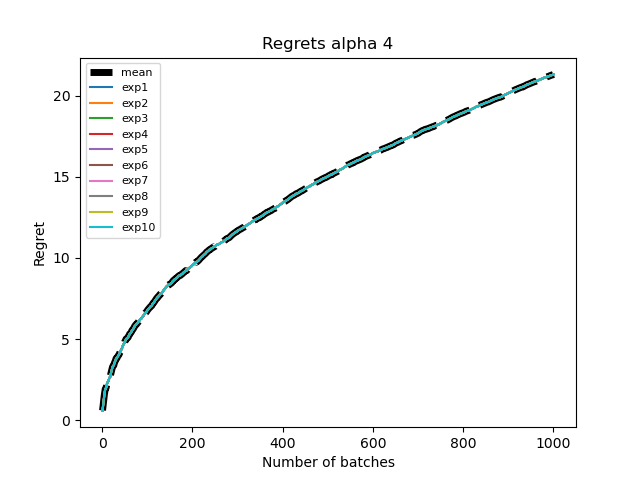 Regrets alpha 4
mean
exp1
exp2
exp3
exp4
exp5
exp6
exp7
exp8
exp9
exp10
Regret
20
15
10
5
0
0 200 400 600 800 1000
Number of batches